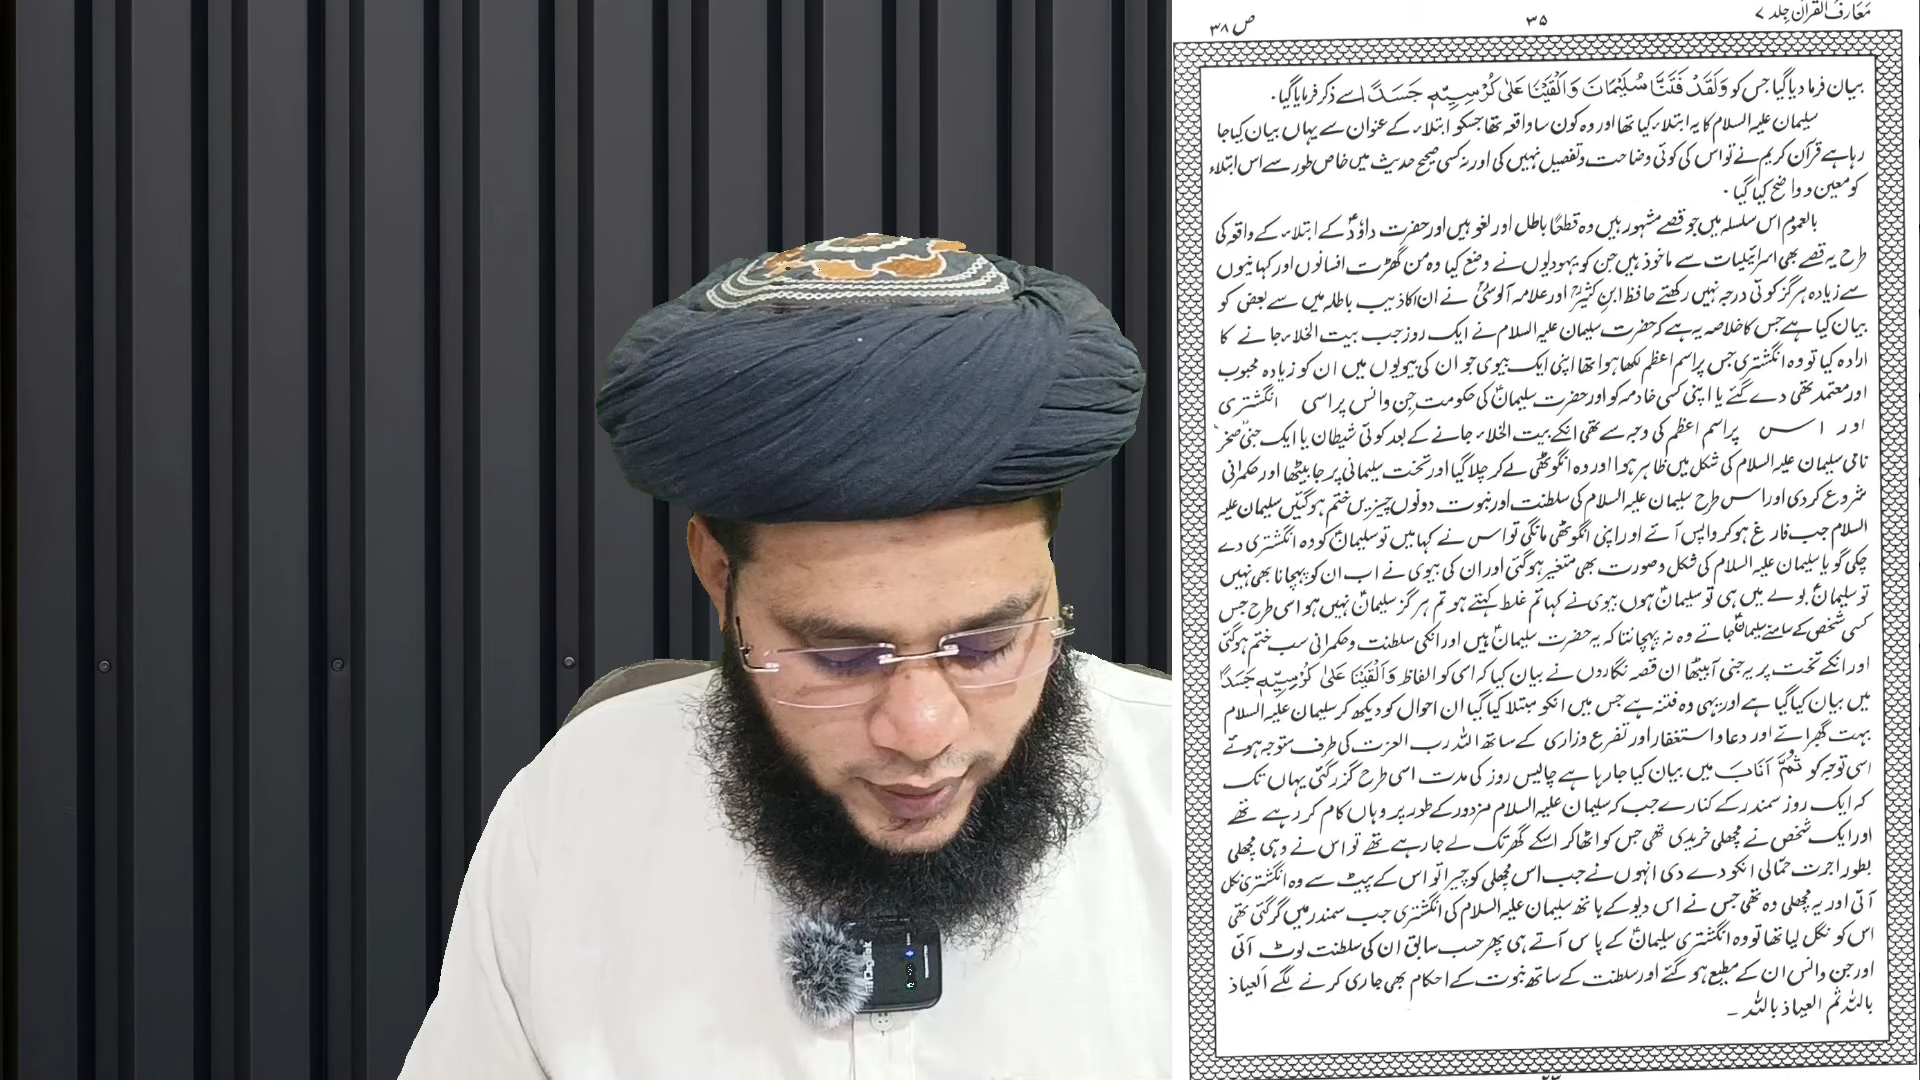 معارف القرآن جلد ۷
۳۵
ص ۳۸
بیان فرما دیا گیا جس کو وَلَقَدْ فَتَنَّا سُلَيْمَانَ وَاَلْقَيْنَا عَلٰى كُرْسِيِّهٖ جَسَدًا سے ذکر فرمایا گیا۔
سلیمان علیہ السلام کا یہ ابتلاء کیا تھا اور وہ کون سا واقعہ تھا جسکو ابتلاء کے عنوان سے یہاں بیان کیا جا
رہا ہے قرآن کریم نے تو اس کی کوئی وضاحت وتفصیل نہیں کی اور نہ کسی صحیح حدیث میں خاص طور سے اس ابتلاء
کو معین و واضح کیا گیا۔
بالعموم اس سلسلہ میں جو قصے مشہور ہیں وہ قطعًا باطل اور لغو ہیں اور حضرت داؤدؑ کے ابتلاء کے واقعہ کی
طرح یہ قصے بھی اسرائیلیات سے ماخوذ ہیں جن کو یہودیوں نے وضع کیا وہ من گھڑت افسانوں اور کہانیوں
سے زیادہ ہرگز کوئی درجہ نہیں رکھتے حافظ ابن کثیرؒ اور علامہ آلوسیؒ نے ان اکاذیب باطلہ میں سے بعض کو
بیان کیا ہے جس کا خلاصہ یہ ہے کہ حضرت سلیمان علیہ السلام نے ایک روز جب بیت الخلاء جانے کا
ارادہ کیا تو وہ انگشتری جس پر اسم اعظم لکھا ہوا تھا اپنی ایک بیوی جو ان کی بیویوں میں ان کو زیادہ محبوب
اور معتمد تھی دے گئے یا اپنی کسی خادمہ کو اور حضرت سلیمانؑ کی حکومت جن وانس پر اسی انگشتری
اور اس پر اسم اعظم کی وجہ سے تھی انکے بیت الخلاء جانے کے بعد کوئی شیطان یا ایک جنی صخر
نامی سلیمان علیہ السلام کی شکل میں ظاہر ہوا اور وہ انگوٹھی لے کر چلا گیا اور تخت سلیمانی پر جا بیٹھا اور حکمرانی
شروع کر دی اور اس طرح سلیمان علیہ السلام کی سلطنت اور نبوت دونوں چیزیں ختم ہوگئیں سلیمان علیہ
السلام جب فارغ ہو کر واپس آئے اور اپنی انگوٹھی مانگی تو اس نے کہا میں تو سلیمانؑ کو وہ انگشتری دے
چکی گویا سلیمان علیہ السلام کی شکل وصورت بھی متغیر ہوگئی اور ان کی بیوی نے اب ان کو پہچانا بھی نہیں
تو سلیمانؑ بولے میں ہی تو سلیمانؑ ہوں بیوی نے کہا تم غلط کہتے ہو تم ہرگز سلیمانؑ نہیں ہو اسی طرح جس
کسی شخص کے سامنے سلیمانؑ جاتے وہ نہ پہچانتا کہ یہ حضرت سلیمانؑ ہیں اور انکی سلطنت وحکمرانی سب ختم ہوگئی
اور انکے تخت پر یہ جنی آ بیٹھا ان قصہ نگاروں نے بیان کیا کہ اسی کو الفاظ وَاَلْقَيْنَا عَلٰى كُرْسِيِّهٖ جَسَدًا
میں بیان کیا گیا ہے اور یہی وہ فتنہ ہے جس میں انکو مبتلا کیا گیا ان احوال کو دیکھ کر سلیمان علیہ السلام
بہت گھبرائے اور دعا واستغفار اور تضرع وزاری کے ساتھ اللہ رب العزت کی طرف متوجہ ہوئے
اسی توجہ کو ثُمَّ اَنَابَ میں بیان کیا جا رہا ہے چالیس روز کی مدت اسی طرح گزر گئی یہاں تک
کہ ایک روز سمندر کے کنارے جب کہ سلیمان علیہ السلام مزدور کے طور پر وہاں کام کر رہے تھے
اور ایک شخص نے مچھلی خریدی تھی جس کو اٹھا کر اسکے گھر تک لے جا رہے تھے تو اس نے وہی مچھلی
بطور اجرت حمالی انکو دے دی انہوں نے جب اس مچھلی کو چیرا تو اس کے پیٹ سے وہ انگشتری نکل
آئی اور یہ مچھلی وہ تھی جس نے اس دیو کے ہاتھ سلیمان علیہ السلام کی انگشتری جب سمندر میں گر گئی تھی
اس کو نگل لیا تھا تو وہ انگشتری سلیمانؑ کے پاس آتے ہی پھر حسب سابق ان کی سلطنت لوٹ آئی
اور جن وانس ان کے مطیع ہو گئے اور سلطنت کے ساتھ نبوت کے احکام بھی جاری کرنے لگے العیاذ
باللّٰہ ثم العیاذ باللّٰہ ۔
Digitek